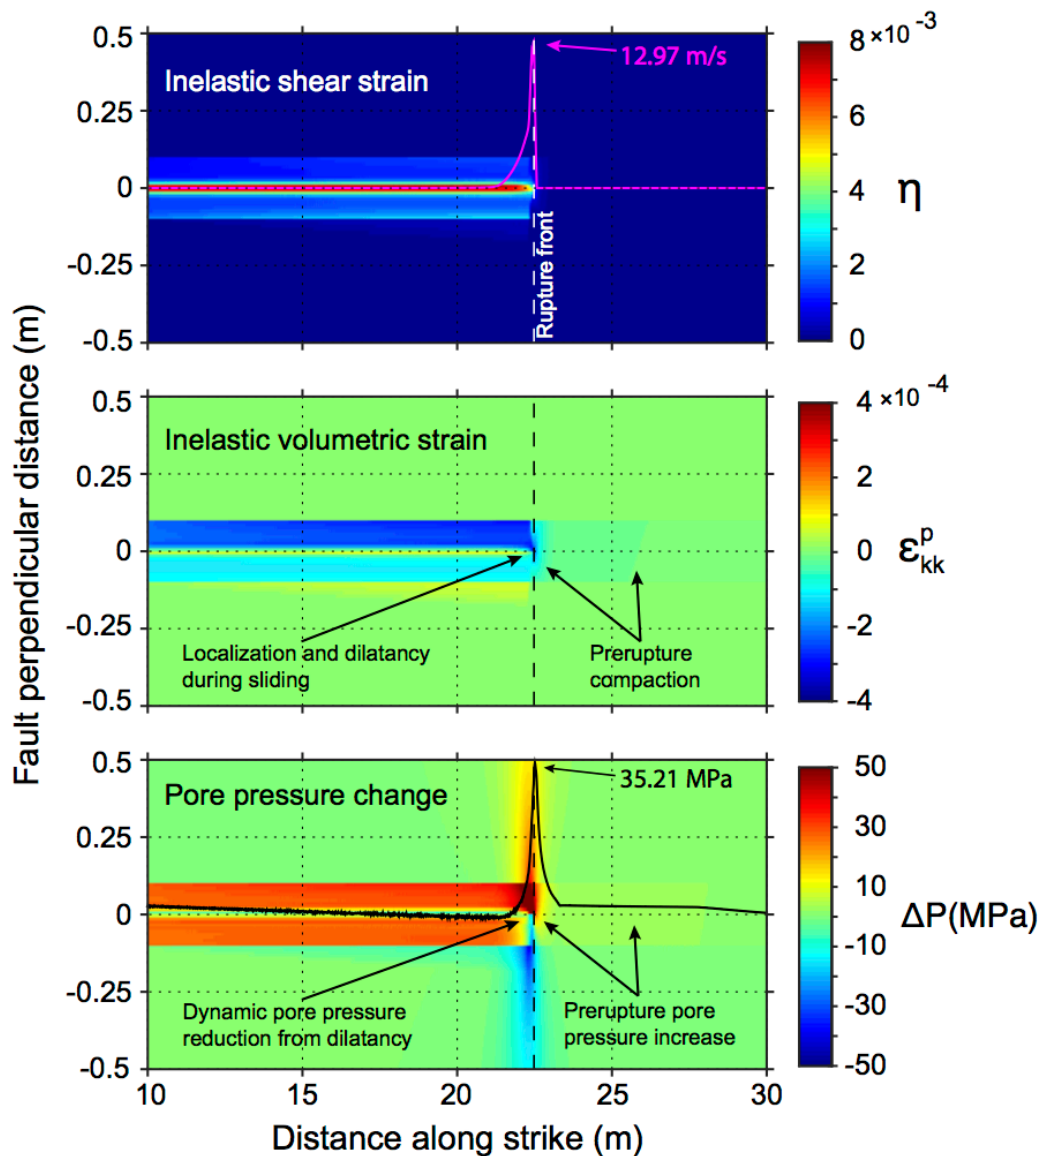 Fault perpendicular distance (m)
0.5
0.25
0
-0.25
-0.5
Inelastic shear strain
12.97 m/s
Rupture front
8 ×10⁻³
6
4
2
0
η
0.5
0.25
0
-0.25
-0.5
Inelastic volumetric strain
Localization and dilatancy
during sliding
Prerupture
compaction
4 ×10⁻⁴
2
0
-2
-4
ε^p_kk
0.5
0.25
0
-0.25
-0.5
Pore pressure change
35.21 MPa
Dynamic pore pressure
reduction from dilatancy
Prerupture pore
pressure increase
50
30
10
-10
-30
-50
ΔP(MPa)
10
15
20
25
30
Distance along strike (m)